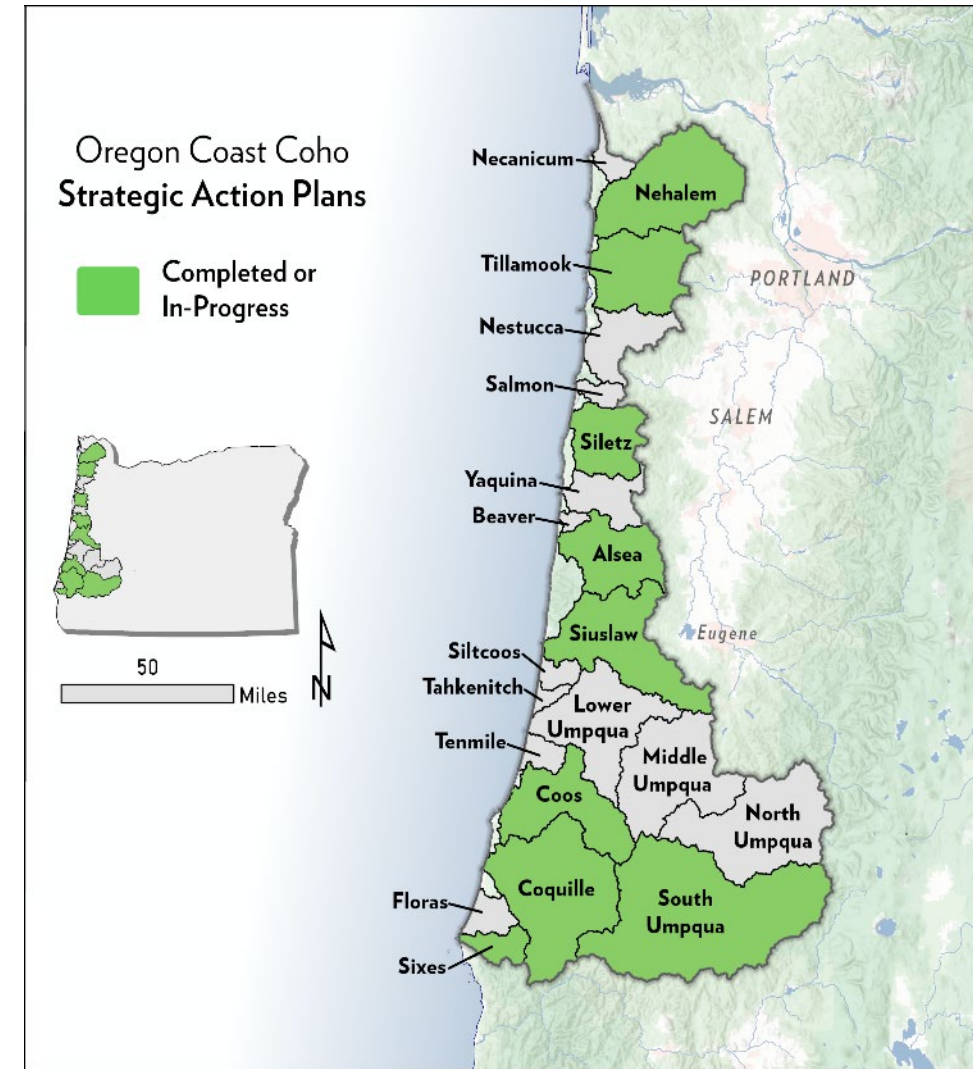 Oregon Coast Coho
Strategic Action Plans
Completed or
In-Progress
50
Miles
N
Necanicum
Nehalem
Tillamook
PORTLAND
Nestucca
Salmon
SALEM
Siletz
Yaquina
Beaver
Alsea
Siuslaw
Eugene
Siltcoos
Tahkenitch
Lower
Umpqua
Tenmile
Middle
Umpqua
Coos
North
Umpqua
Coquille
South
Umpqua
Floras
Sixes